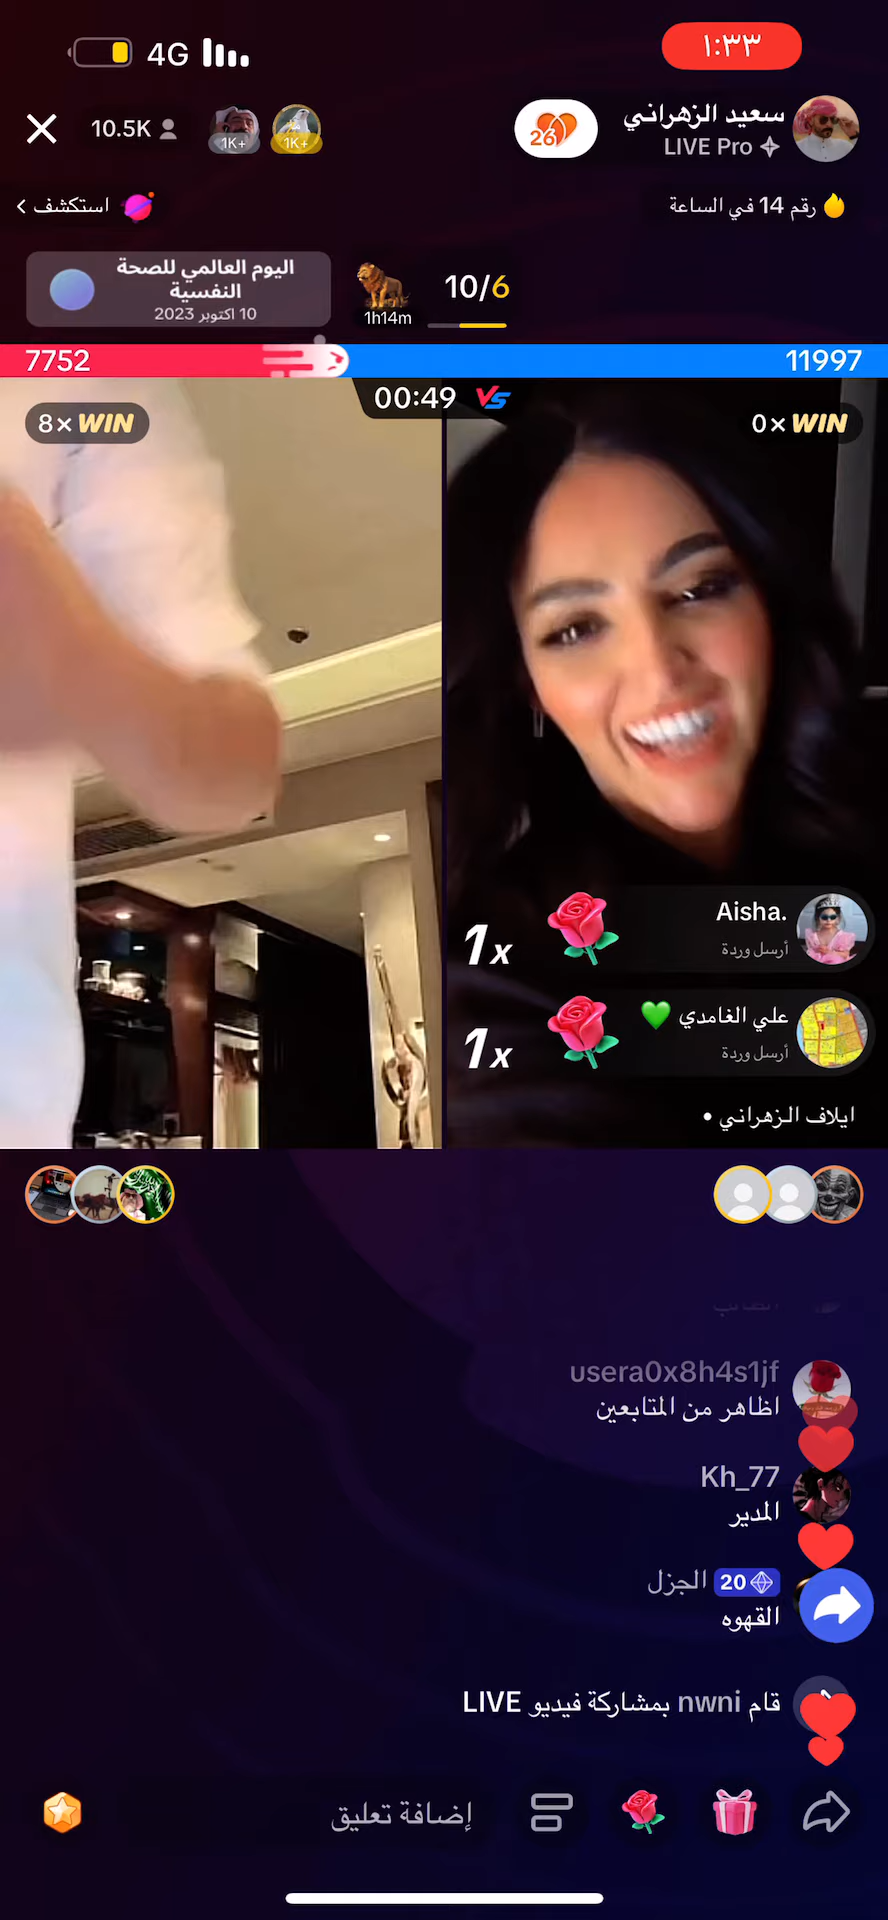 4G
١:٣٣
سعيد الزهراني
LIVE Pro
26
1K+
1K+
10.5K
رقم 14 في الساعة
استكشف
اليوم العالمي للصحة
النفسية
10 اكتوبر 2023
1h14m
10/6
7752
11997
00:49
VS
8× WIN
0× WIN
Aisha.
أرسل وردة
1x
علي الغامدي 💚
أرسل وردة
1x
ايلاف الزهراني •
usera0x8h4s1jf
اظاهر من المتابعين
Kh_77
المدير
20 الجزل
القهوه
قام nwni بمشاركة فيديو LIVE
إضافة تعليق